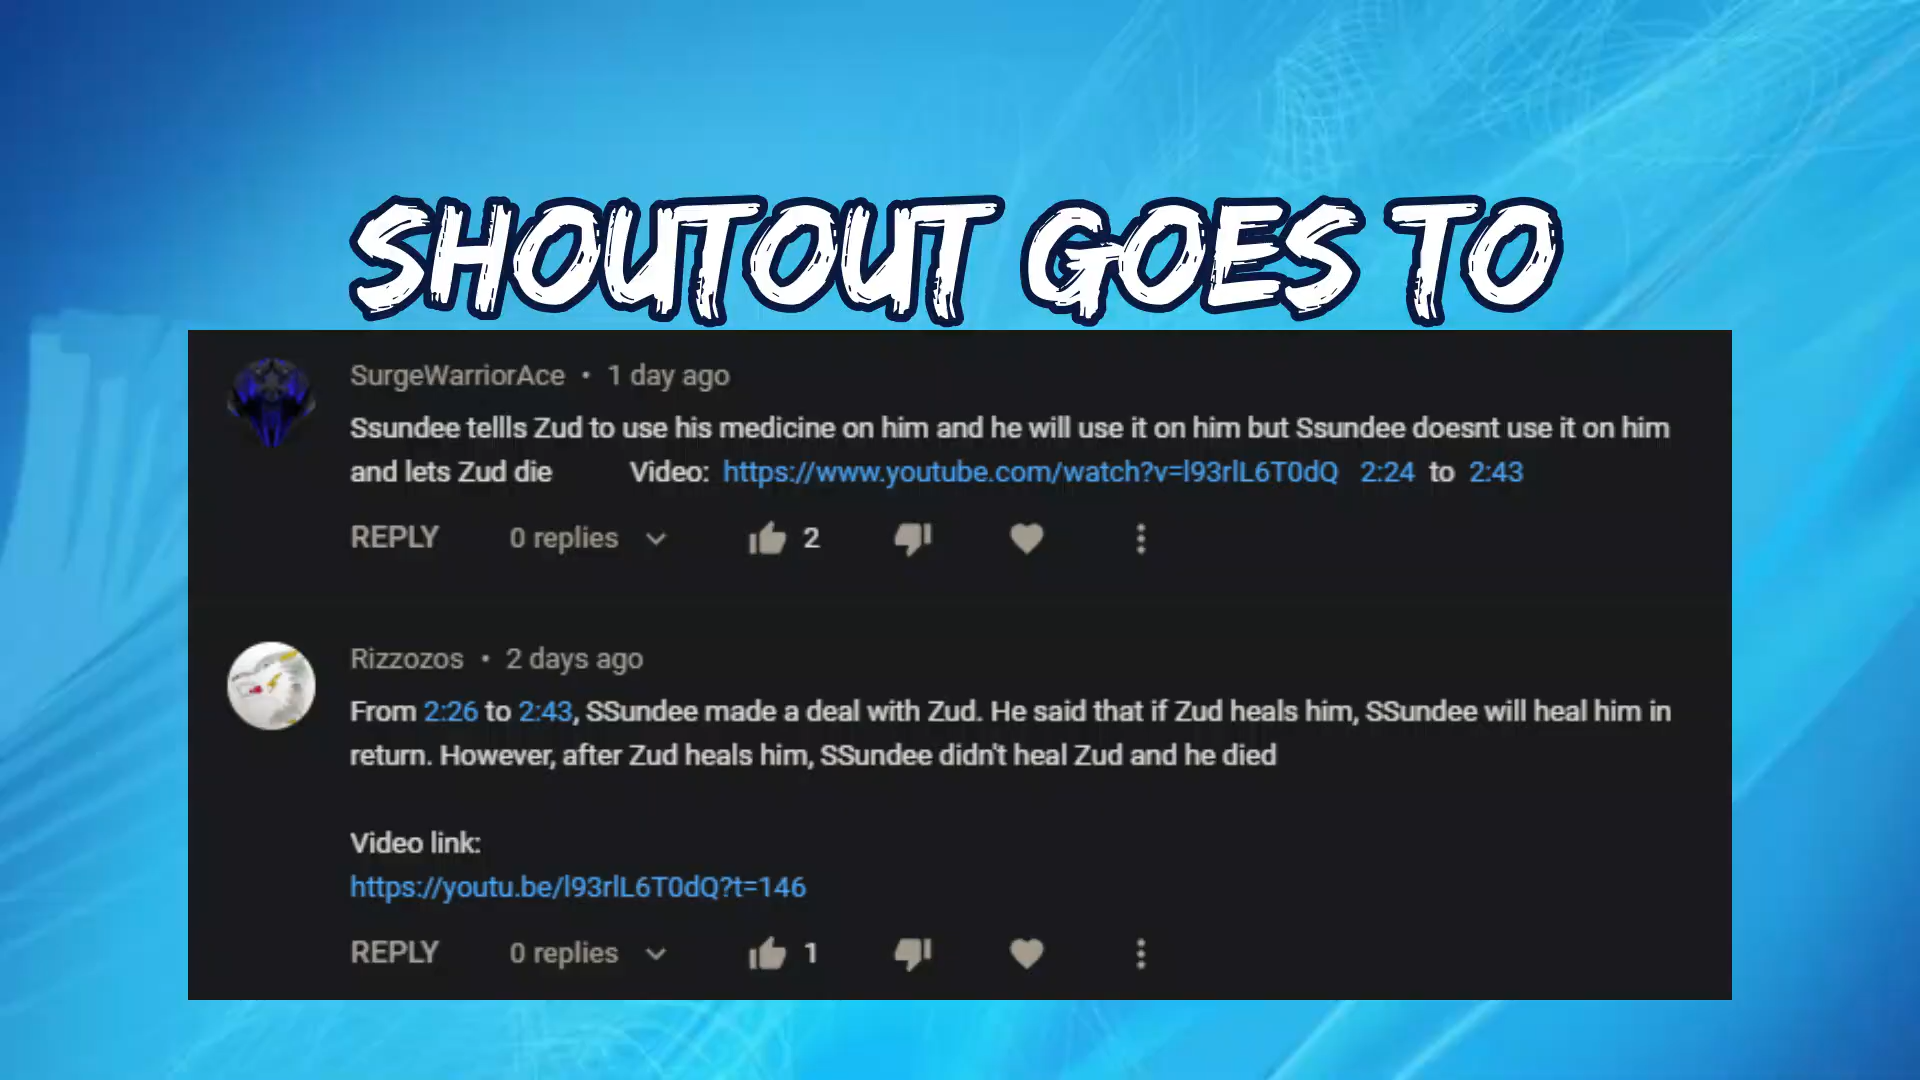 SHOUTOUT GOES TO
SurgeWarriorAce • 1 day ago
Ssundee tellls Zud to use his medicine on him and he will use it on him but Ssundee doesnt use it on him
and lets Zud die Video: https://www.youtube.com/watch?v=l93rlL6T0dQ 2:24 to 2:43
REPLY 0 replies 2
Rizzozos • 2 days ago
From 2:26 to 2:43, SSundee made a deal with Zud. He said that if Zud heals him, SSundee will heal him in
return. However, after Zud heals him, SSundee didn't heal Zud and he died
Video link:
https://youtu.be/l93rlL6T0dQ?t=146
REPLY 0 replies 1